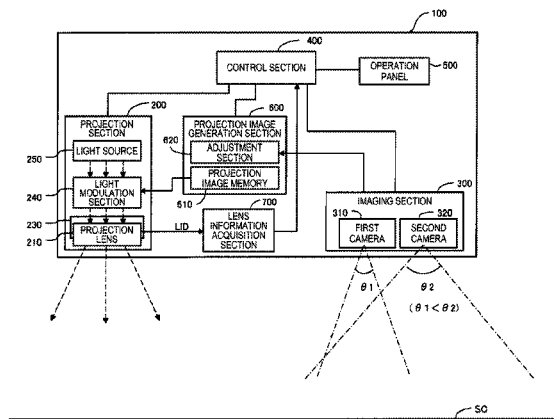 100
400
CONTROL SECTION
OPERATION
PANEL
500
200
PROJECTION
SECTION
600
PROJECTION IMAGE
GENERATION SECTION
620
ADJUSTMENT
SECTION
250
LIGHT SOURCE
PROJECTION
IMAGE MEMORY
240
LIGHT
MODULATION
SECTION
610
300
IMAGING SECTION
230
700
310
320
210
PROJECTION
LENS
LID
LENS
INFORMATION
ACQUISITION
SECTION
FIRST
CAMERA
SECOND
CAMERA
θ1
θ2
(θ1<θ2)
SC